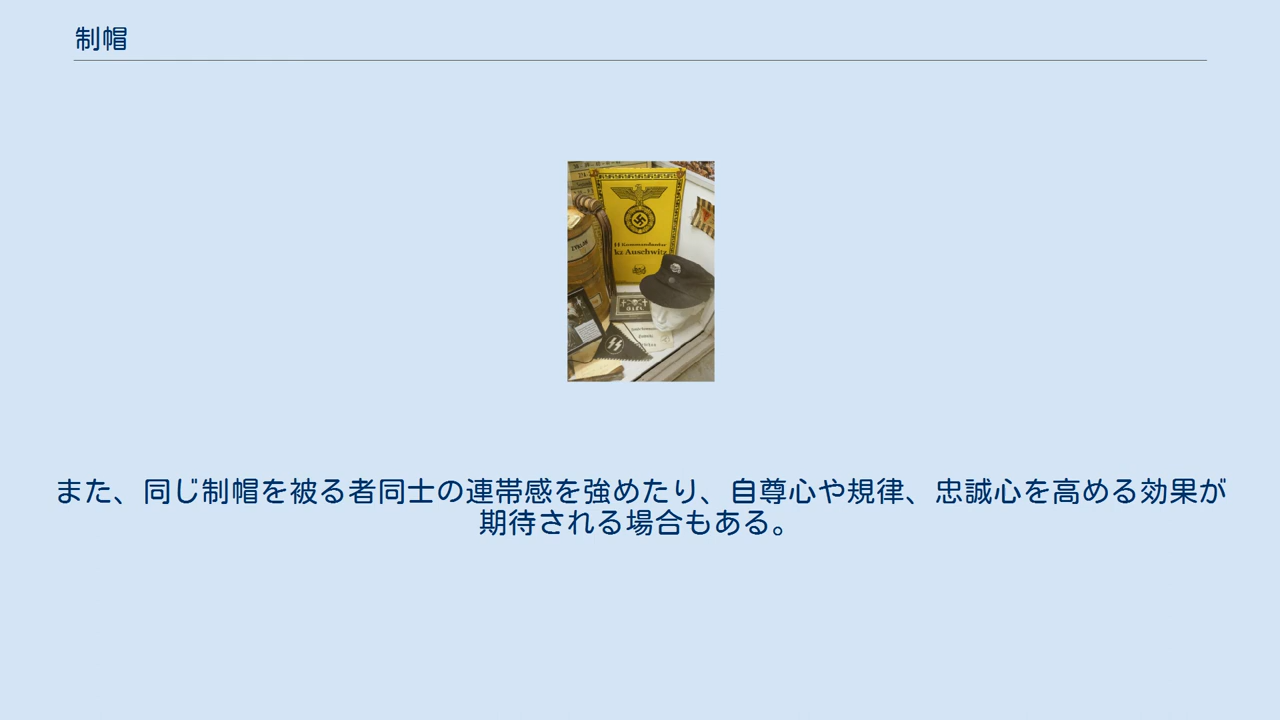 制帽
Auschwitz
また、同じ制帽を被る者同士の連帯感を強めたり、自尊心や規律、忠誠心を高める効果が
期待される場合もある。